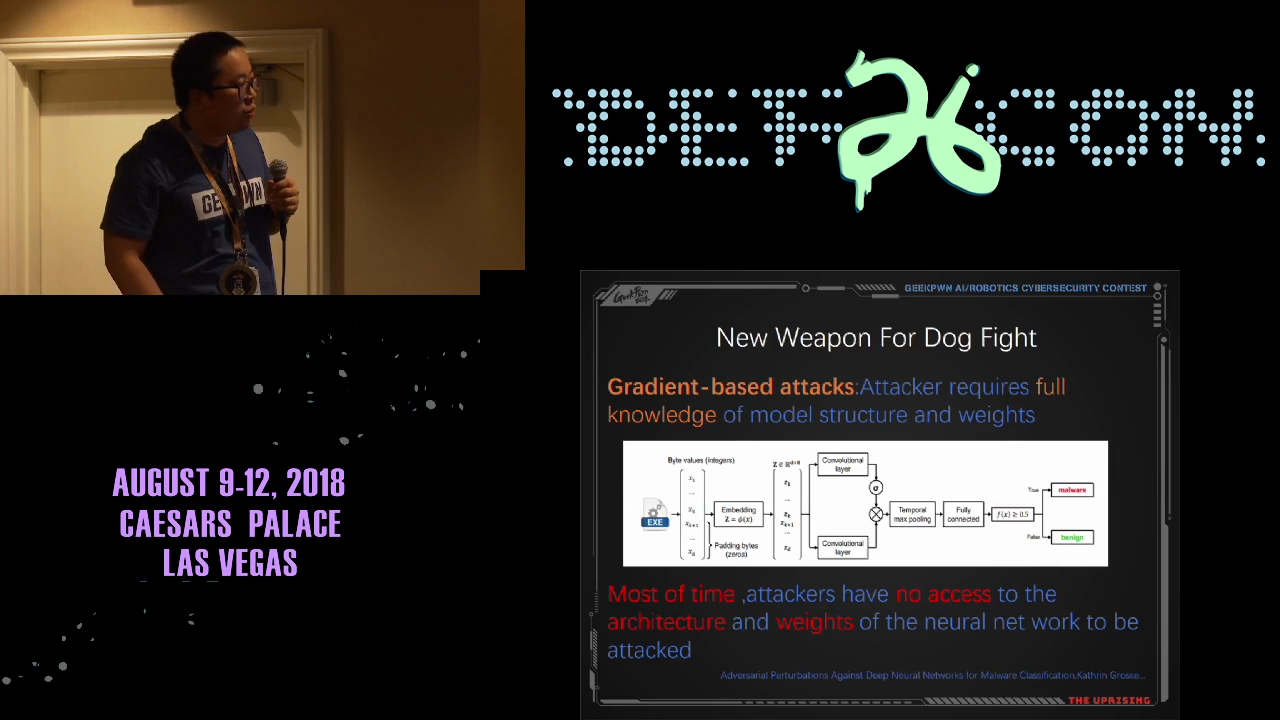 DEF CON
26
GEEKPWN
GEEKPWN AI/ROBOTICS CYBERSECURITY CONTEST
New Weapon For Dog Fight
Gradient-based attacks:Attacker requires full
knowledge of model structure and weights
Byte values (integers)
EXE
x₁
...
...
Padding bytes
(zeros)
Embedding
Z = ϕ(x)
z₁
...
...
Convolutional
layer
σ
Convolutional
layer
Temporal
max pooling
Fully
connected
f(x) ≥ 0.5
True
malware
False
benign
Most of time ,attackers have no access to the
architecture and weights of the neural net work to be
attacked
Adversarial Perturbations Against Deep Neural Networks for Malware Classification.Kathrin Grosse...
THE UPRISING
AUGUST 9-12, 2018
CAESARS PALACE
LAS VEGAS